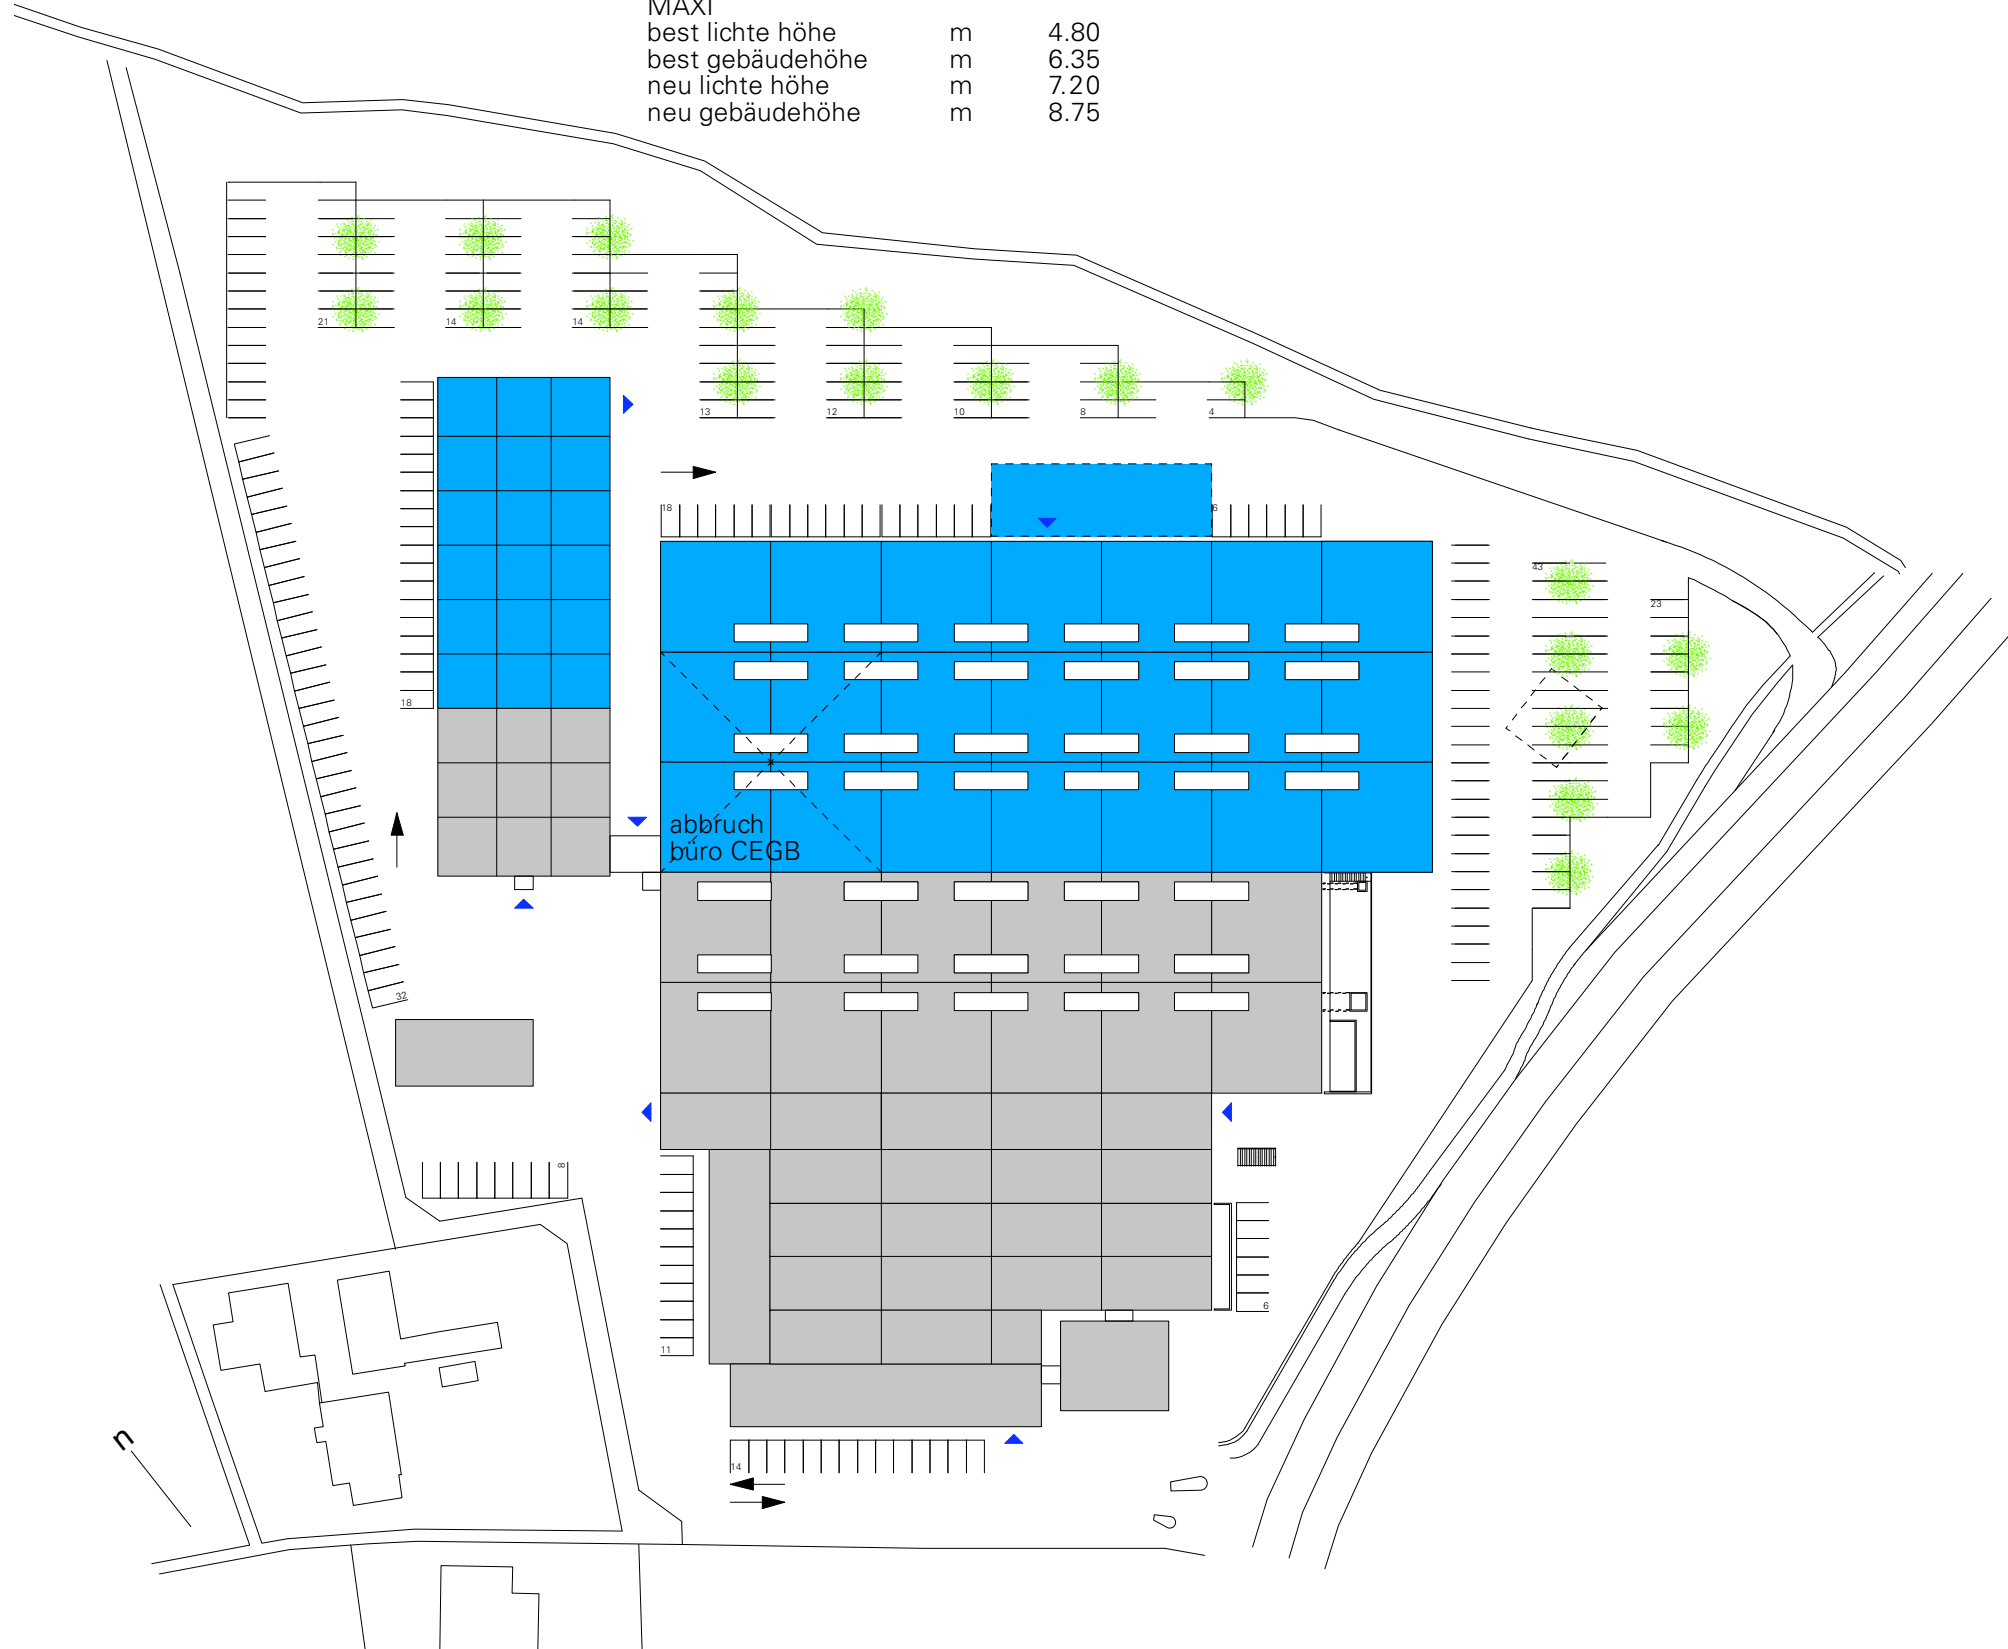 MAXI
best lichte höhe m 4.80
best gebäudehöhe m 6.35
neu lichte höhe m 7.20
neu gebäudehöhe m 8.75
21
14
14
13
12
10
8
4
18
6
43
23
18
abbruch
büro CEGB
32
8
11
6
14
n